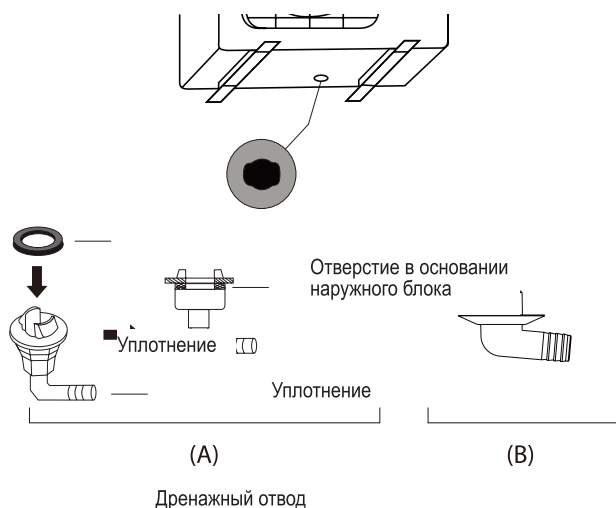 Отверстие в основании
наружного блока
Уплотнение
Уплотнение
(A)
(B)
Дренажный отвод